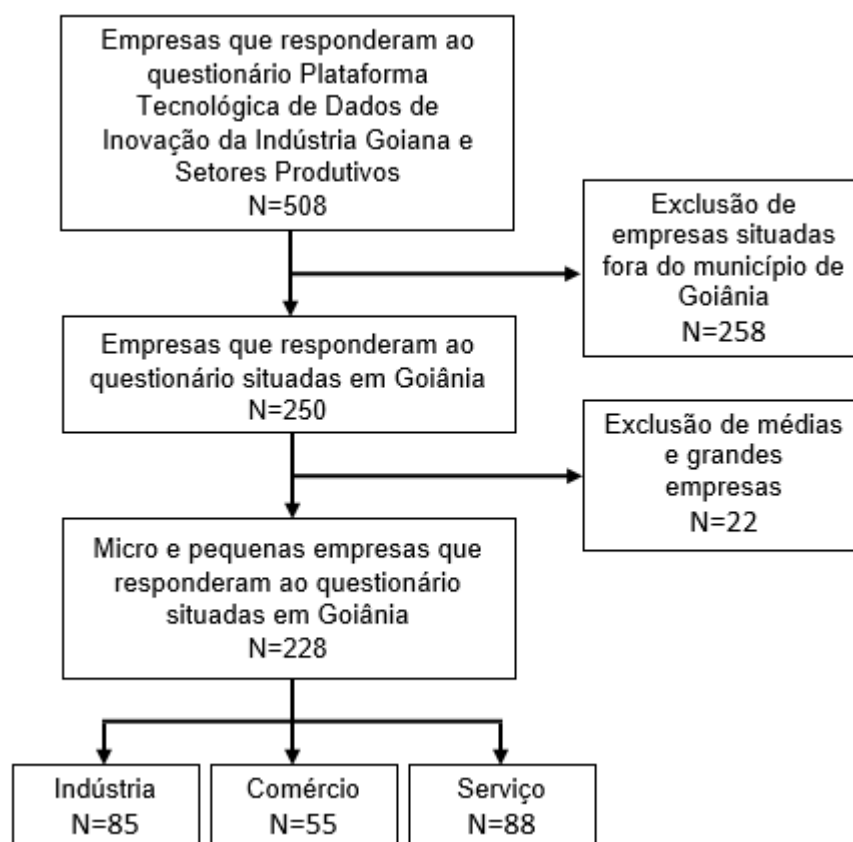 Empresas que responderam ao
questionário Plataforma
Tecnológica de Dados de
Inovação da Indústria Goiana e
Setores Produtivos
N=508
Exclusão de
empresas situadas
fora do município de
Goiânia
N=258
Empresas que responderam ao
questionário situadas em Goiânia
N=250
Exclusão de médias
e grandes
empresas
N=22
Micro e pequenas empresas que
responderam ao questionário
situadas em Goiânia
N=228
Indústria
N=85
Comércio
N=55
Serviço
N=88